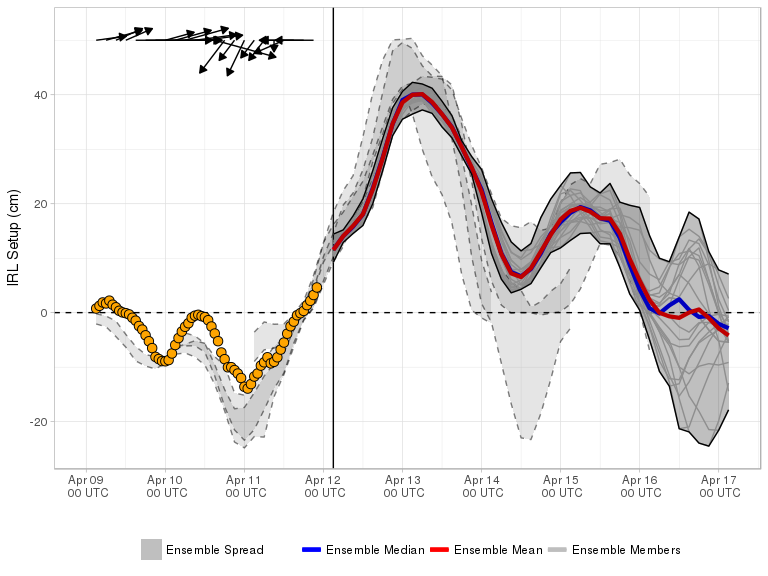 IRL Setup (cm)
40
20
0
-20
Apr 09 Apr 10 Apr 11 Apr 12 Apr 13 Apr 14 Apr 15 Apr 16 Apr 17
00 UTC 00 UTC 00 UTC 00 UTC 00 UTC 00 UTC 00 UTC 00 UTC 00 UTC
Ensemble Spread Ensemble Median Ensemble Mean Ensemble Members